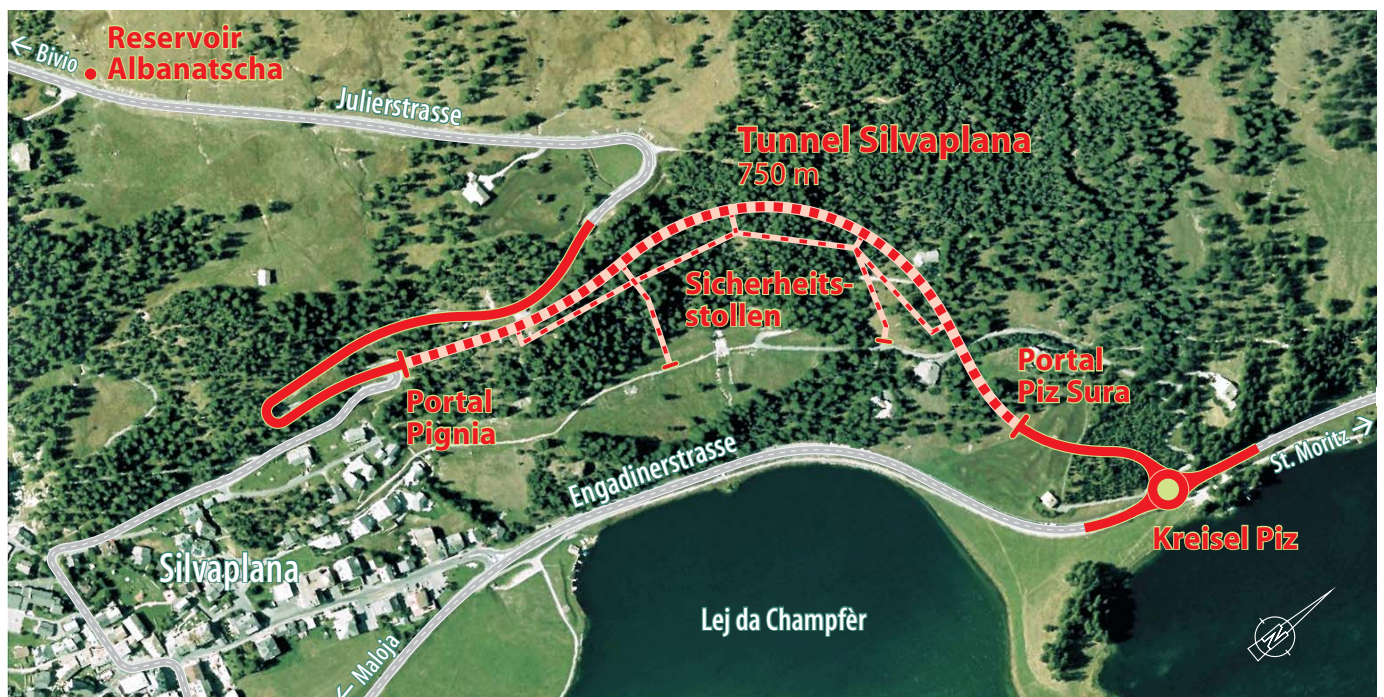 ← Bivio
Reservoir
Albanatscha
Julierstrasse
Tunnel Silvaplana
750 m
Sicherheits-
stollen
Portal
Pignia
Portal
Piz Sura
Engadinerstrasse
St. Moritz →
Kreisel Piz
Silvaplana
Lej da Champfèr
← Maloja
N